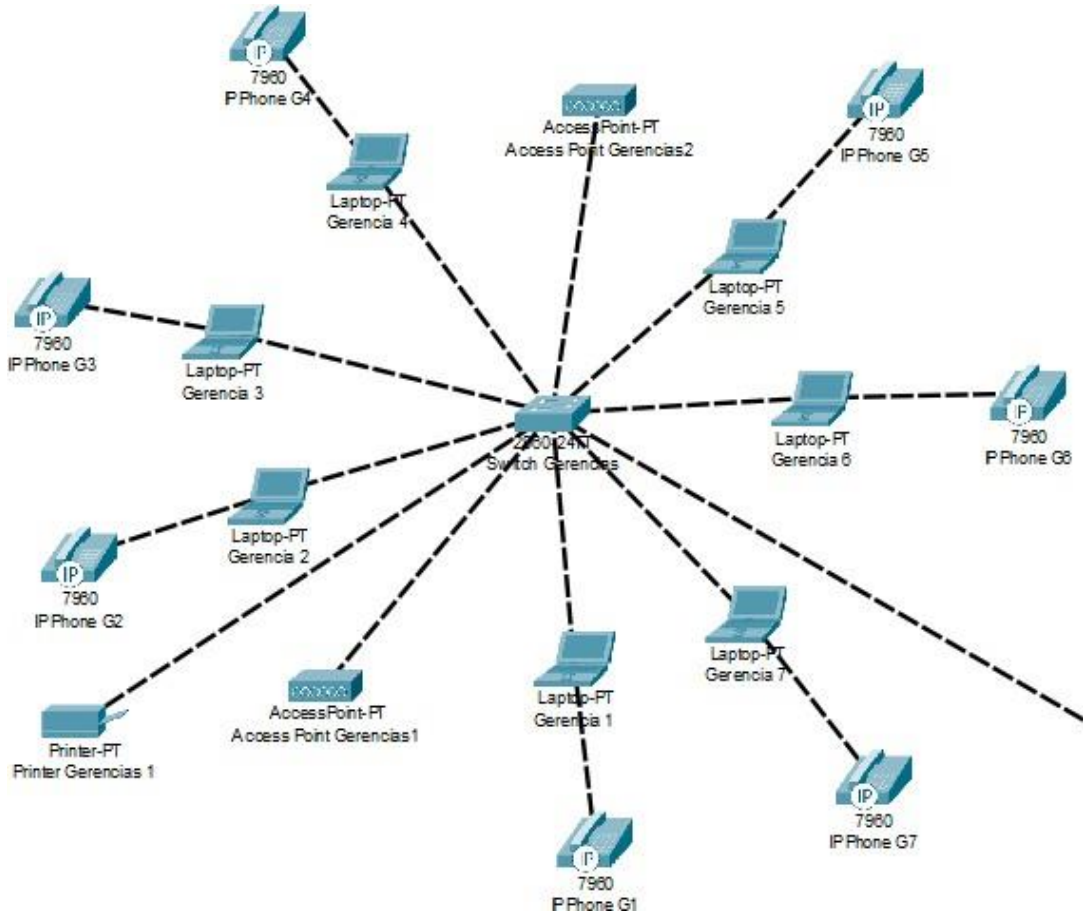 IP
7960
IP Phone G4
AccessPoint-PT
Access Point Gerencias2
IP
7960
IP Phone G5
Laptop-PT
Gerencia 4
Laptop-PT
Gerencia 5
IP
7960
IP Phone G3
Laptop-PT
Gerencia 3
2960-24TT
Switch Gerencias
Laptop-PT
Gerencia 6
IP
7960
IP Phone G6
Laptop-PT
Gerencia 2
IP
7960
IP Phone G2
Laptop-PT
Gerencia 7
Laptop-PT
Gerencia 1
AccessPoint-PT
Access Point Gerencias1
Printer-PT
Printer Gerencias 1
IP
7960
IP Phone G7
IP
7960
IP Phone G1